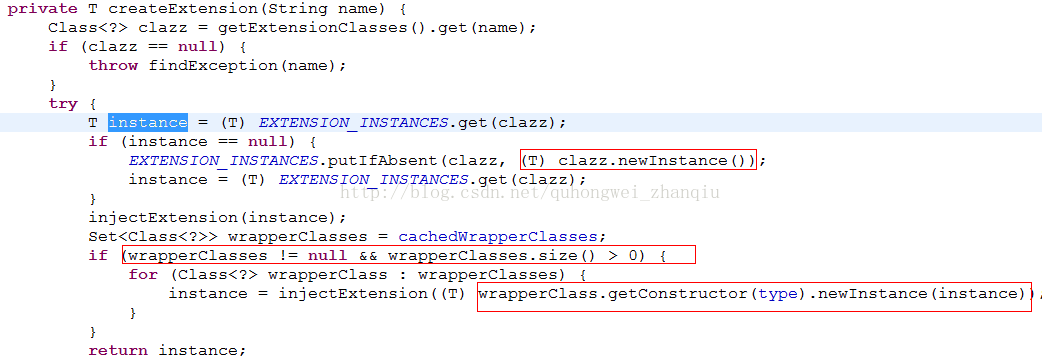 private T createExtension(String name) {
Class<?> clazz = getExtensionClasses().get(name);
if (clazz == null) {
throw findException(name);
}
try {
T instance = (T) EXTENSION_INSTANCES.get(clazz);
if (instance == null) {
EXTENSION_INSTANCES.putIfAbsent(clazz, (T) clazz.newInstance());
instance = (T) EXTENSION_INSTANCES.get(clazz);
http://blog.csdn.net/quhongwei_zhanqiu
}
injectExtension(instance);
Set<Class<?>> wrapperClasses = cachedWrapperClasses;
if (wrapperClasses != null && wrapperClasses.size() > 0) {
for (Class<?> wrapperClass : wrapperClasses) {
instance = injectExtension((T) wrapperClass.getConstructor(type).newInstance(instance));
}
}
return instance;